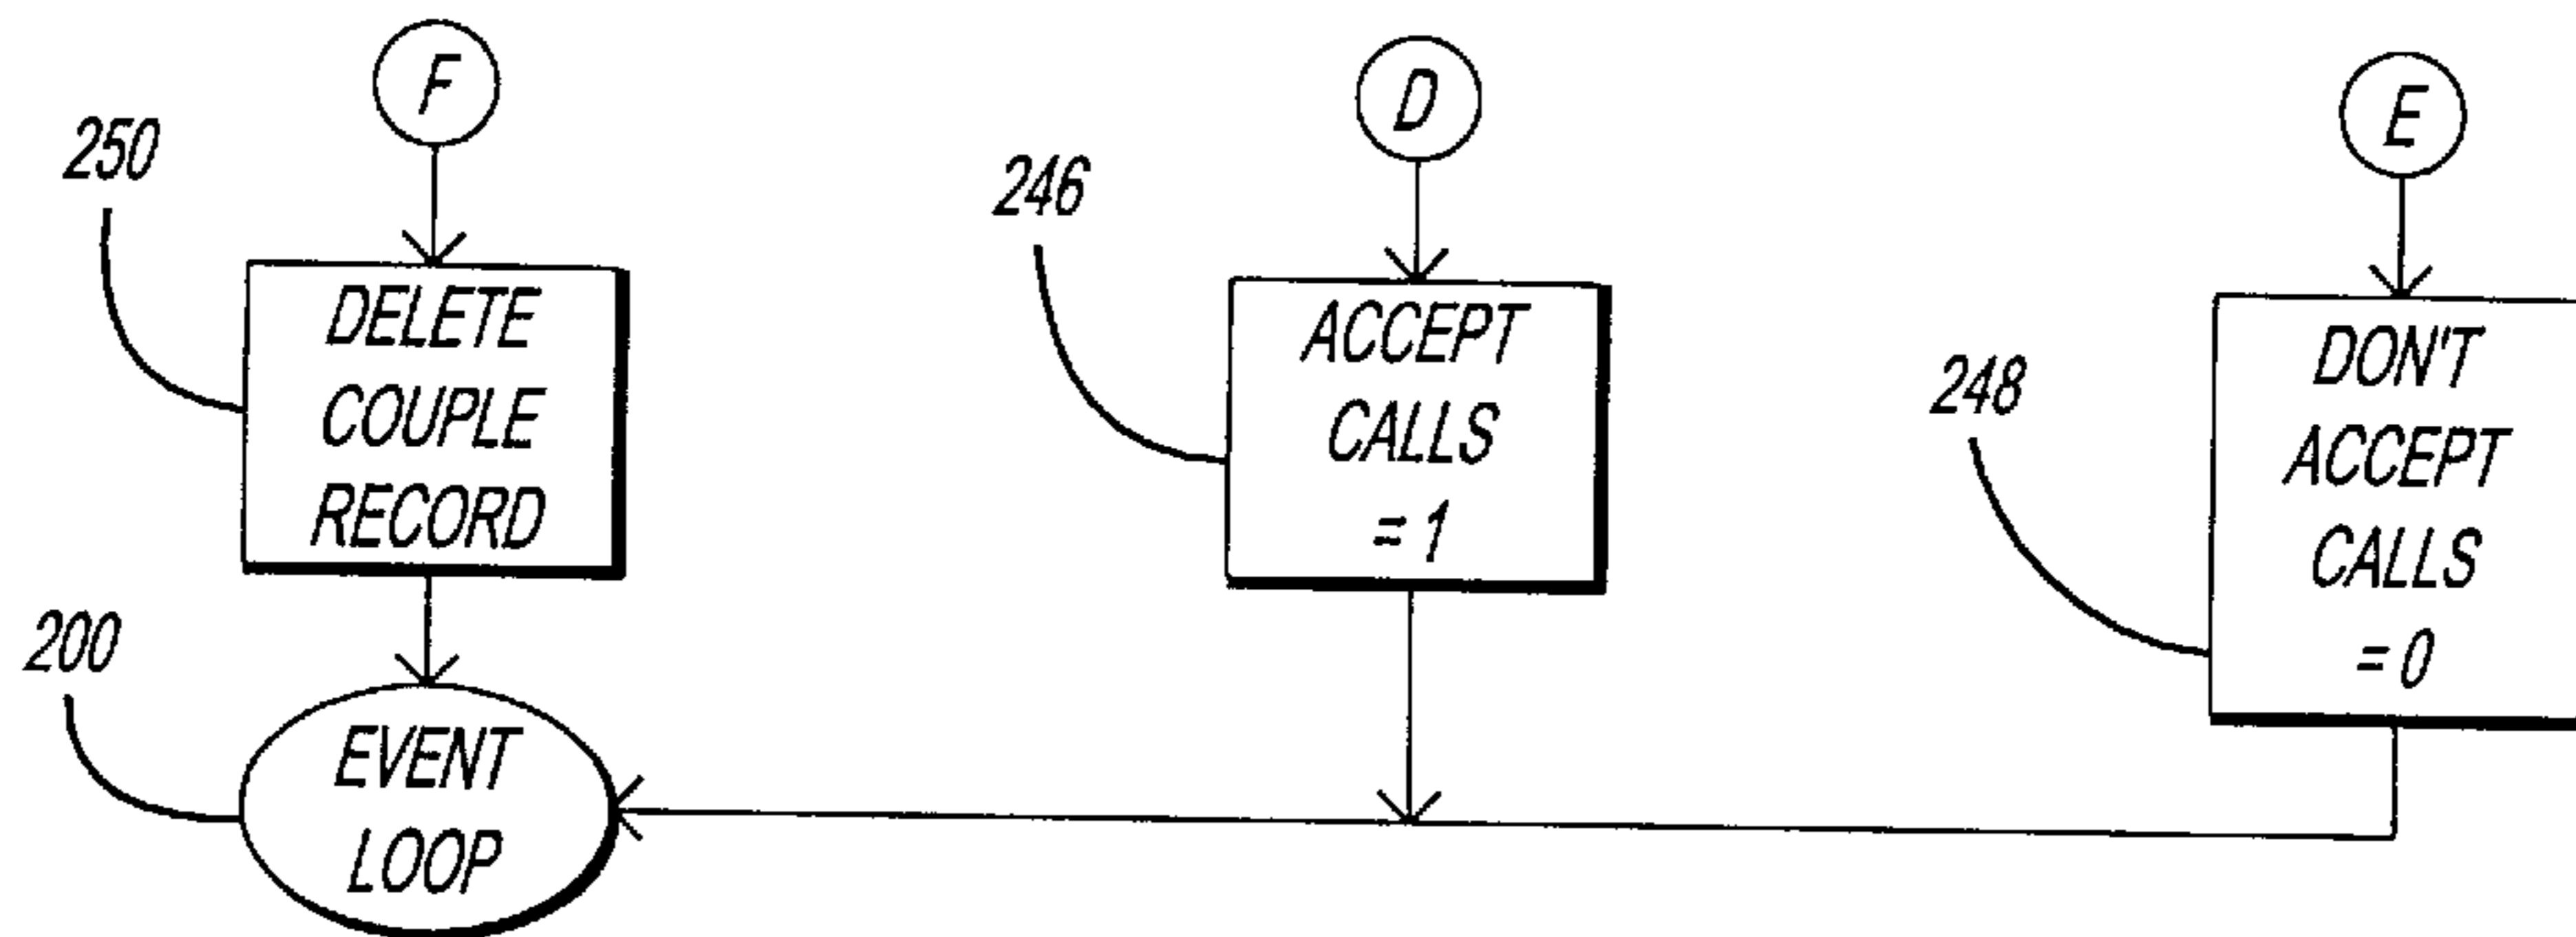 F
250
DELETE
COUPLE
RECORD
200
EVENT
LOOP
D
246
ACCEPT
CALLS
= 1
E
248
DON'T
ACCEPT
CALLS
= 0